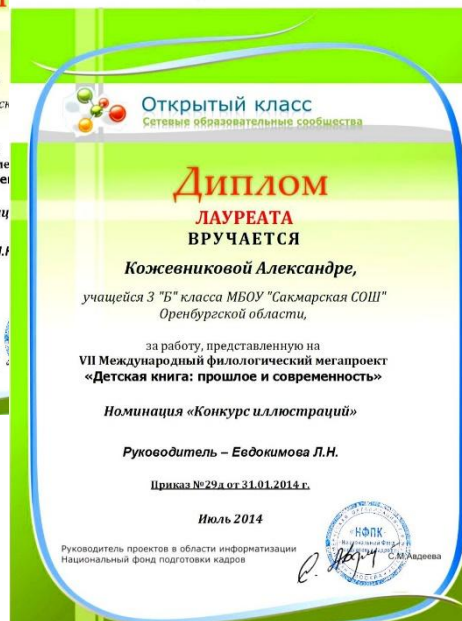 Открытый класс
Сетевые образовательные сообщества
Диплом
ЛАУРЕАТА
ВРУЧАЕТСЯ
Кожевниковой Александре,
учащейся 3 "Б" класса МБОУ "Сакмарская СОШ"
Оренбургской области,
за работу, представленную на
VII Международный филологический мегапроект
«Детская книга: прошлое и современность»
Номинация «Конкурс иллюстраций»
Руководитель – Евдокимова Л.Н.
Приказ №29д от 31.01.2014 г.
Июль 2014
Руководитель проектов в области информатизации
Национальный фонд подготовки кадров
НФПК
С.М.Авдеева